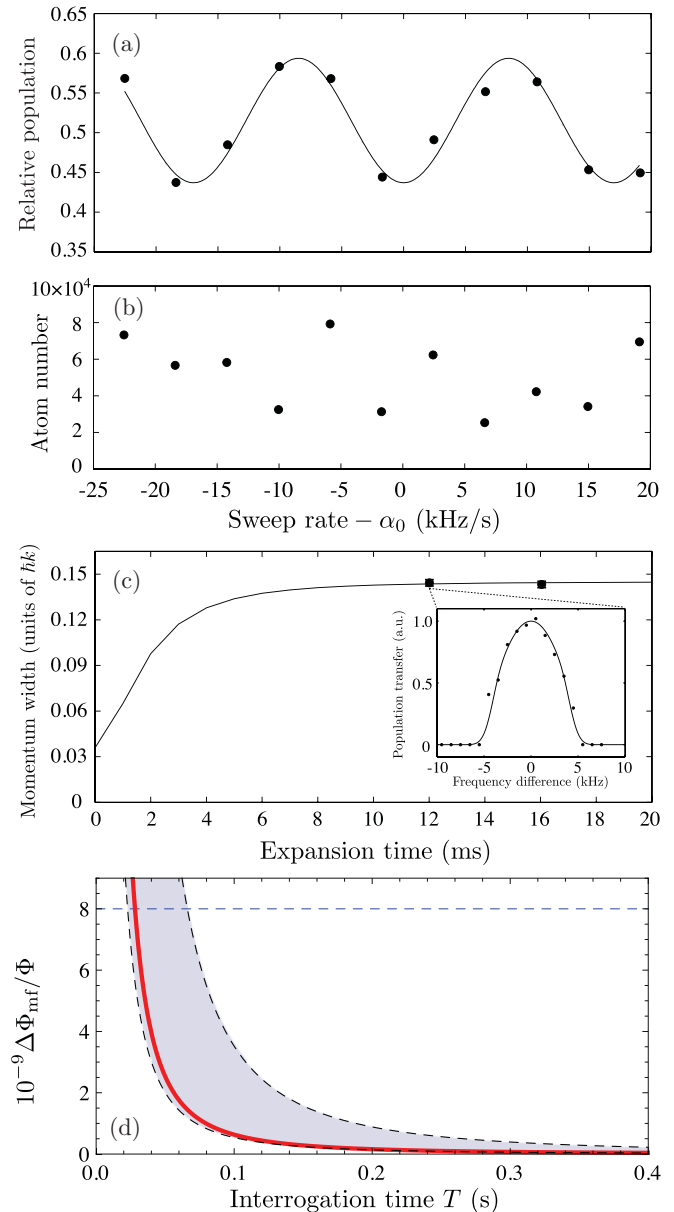 (a)
Relative population
0.65
0.6
0.55
0.5
0.45
0.4
0.35
(b)
Atom number
10×10⁴
8
6
4
2
0
-25 -20 -15 -10 -5 0 5 10 15 20
Sweep rate − α₀ (kHz/s)
(c)
Momentum width (units of ħk)
0.15
0.12
0.09
0.06
0.03
0
Population transfer (a.u.)
1.0
0.5
0
-10 -5 0 5 10
Frequency difference (kHz)
0 2 4 6 8 10 12 14 16 18 20
Expansion time (ms)
10⁻⁹ ΔΦmf/Φ
8
6
4
2
0
(d)
0.0 0.1 0.2 0.3 0.4
Interrogation time T (s)